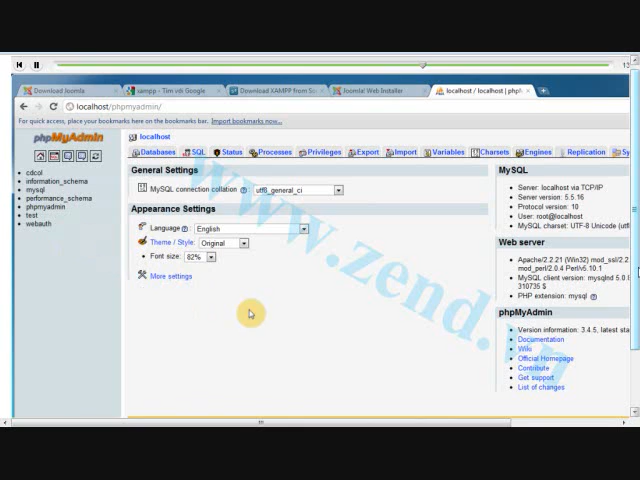 13
Download Joomla
xampp - Tìm với Google
Download XAMPP from So
Joomla! Web Installer
localhost / localhost | phpM
localhost/phpmyadmin/
For quick access, place your bookmarks here on the bookmarks bar. Import bookmarks now...
phpMyAdmin
localhost
Databases SQL Status Processes Privileges Export Import Variables Charsets Engines Replication Sy
cdcol
information_schema
mysql
performance_schema
phpmyadmin
test
webauth
General Settings
MySQL connection collation : utf8_general_ci
Appearance Settings
Language : English
Theme / Style: Original
Font size: 82%
More settings
MySQL
Server: localhost via TCP/IP
Server version: 5.5.16
Protocol version: 10
User: root@localhost
MySQL charset: UTF-8 Unicode (utf8
Web server
Apache/2.2.21 (Win32) mod_ssl/2.2
mod_perl/2.0.4 Perl/v5.10.1
MySQL client version: mysqlnd 5.0.8
310735 $
PHP extension: mysql
phpMyAdmin
Version information: 3.4.5, latest sta
Documentation
Wiki
Official Homepage
Contribute
Get support
List of changes